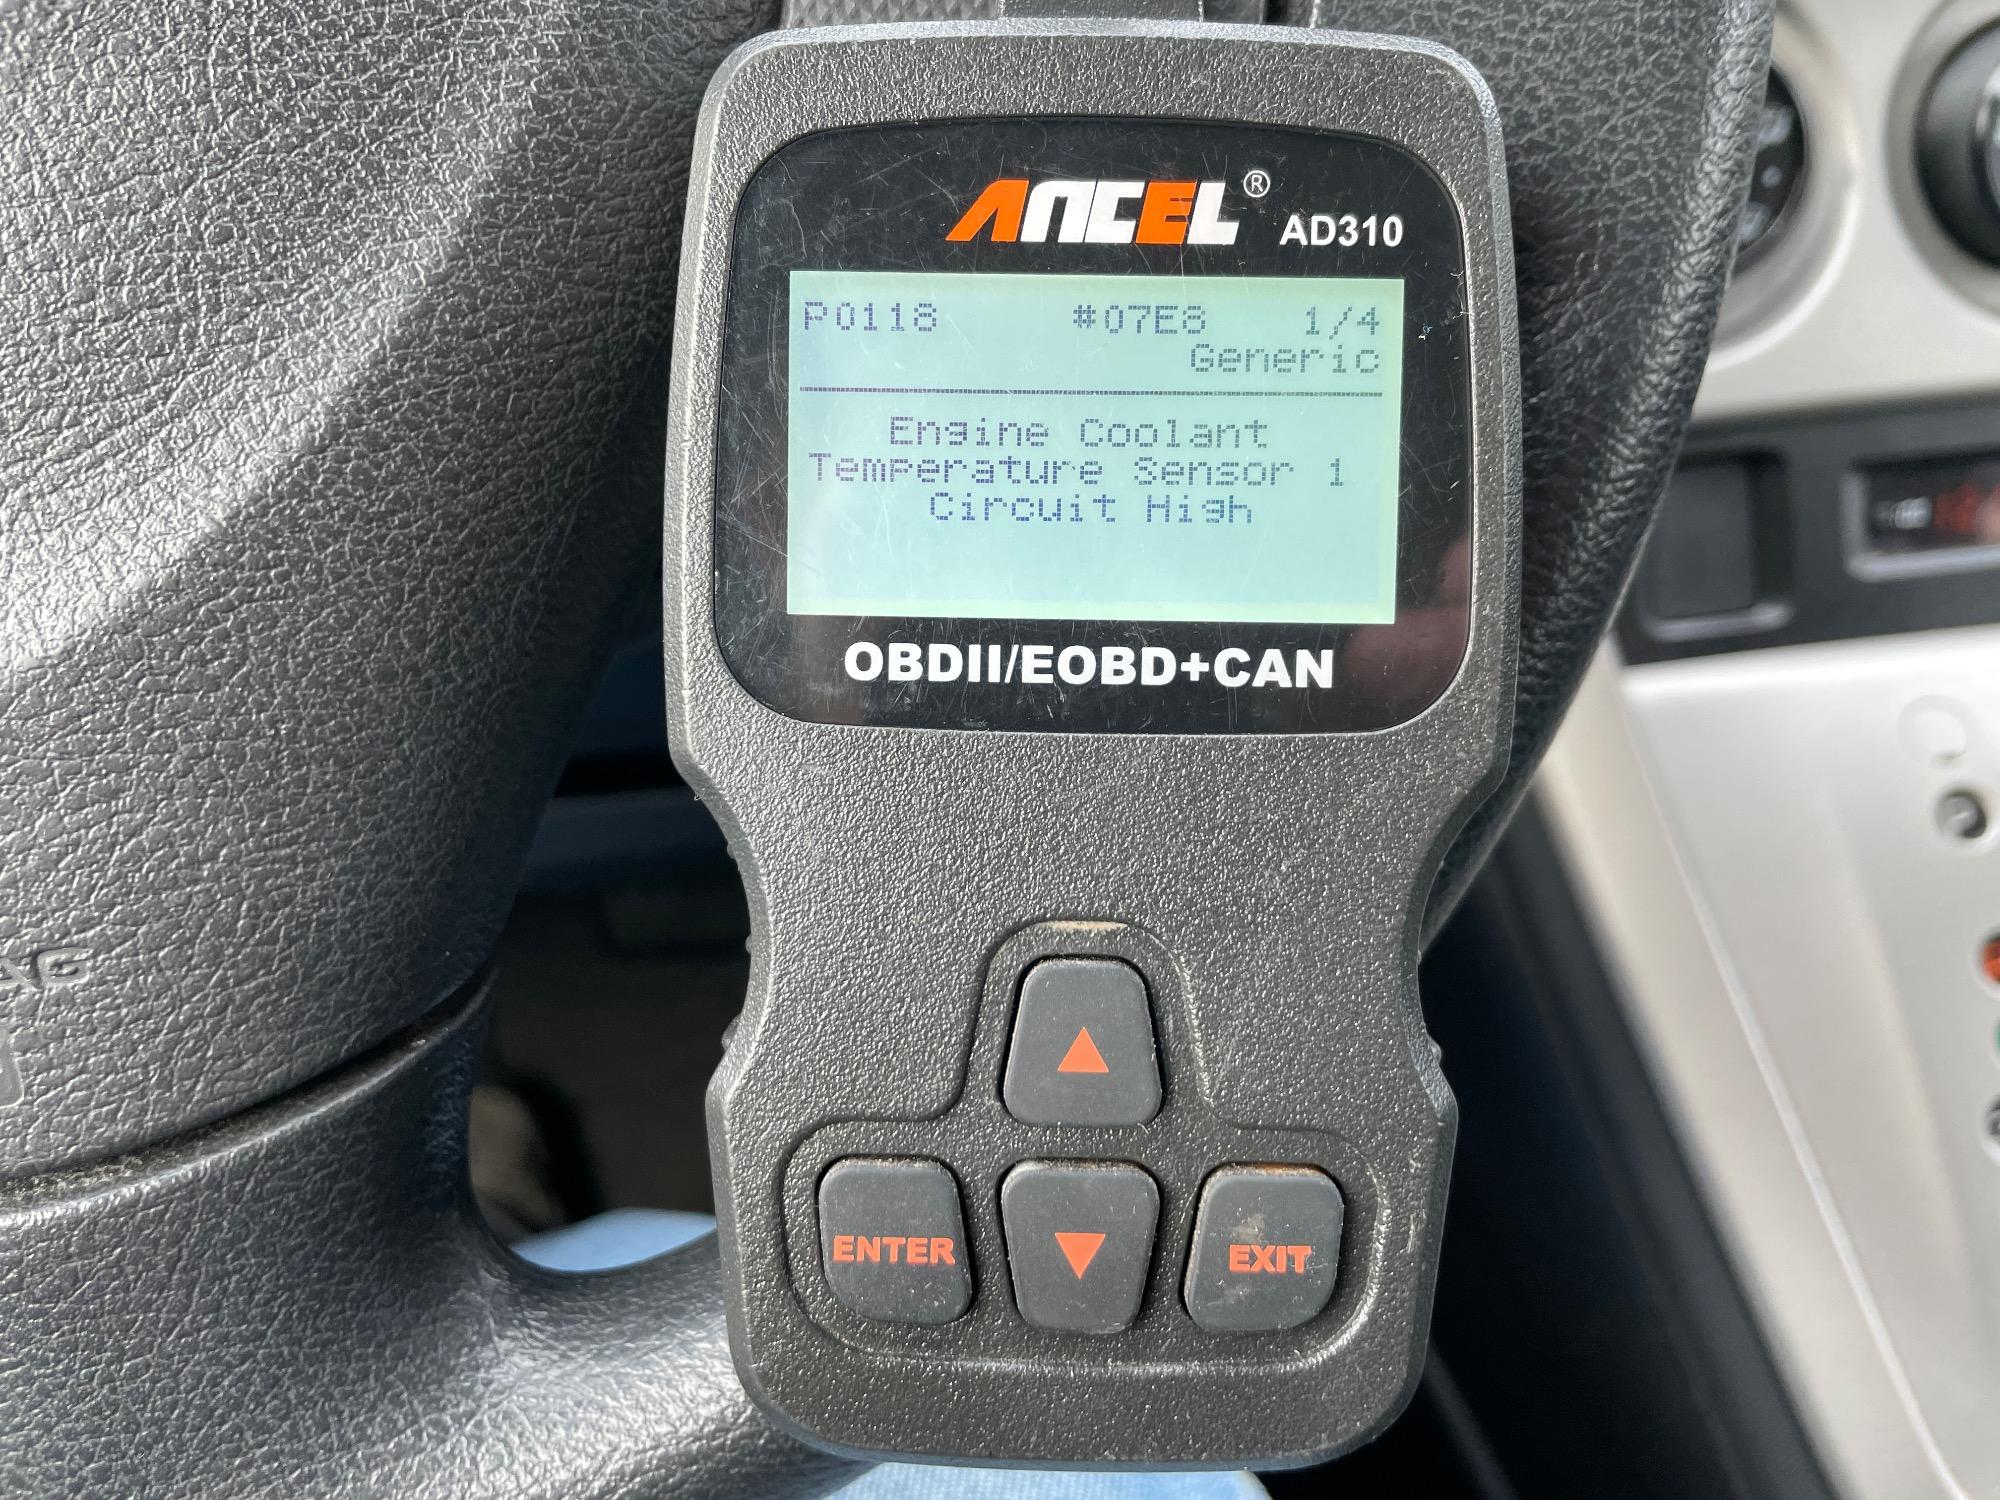 ANCEL® AD310
P0118 #07E8 1/4
Generic
Engine Coolant
Temperature Sensor 1
Circuit High
OBDII/EOBD+CAN
ENTER
EXIT
AG